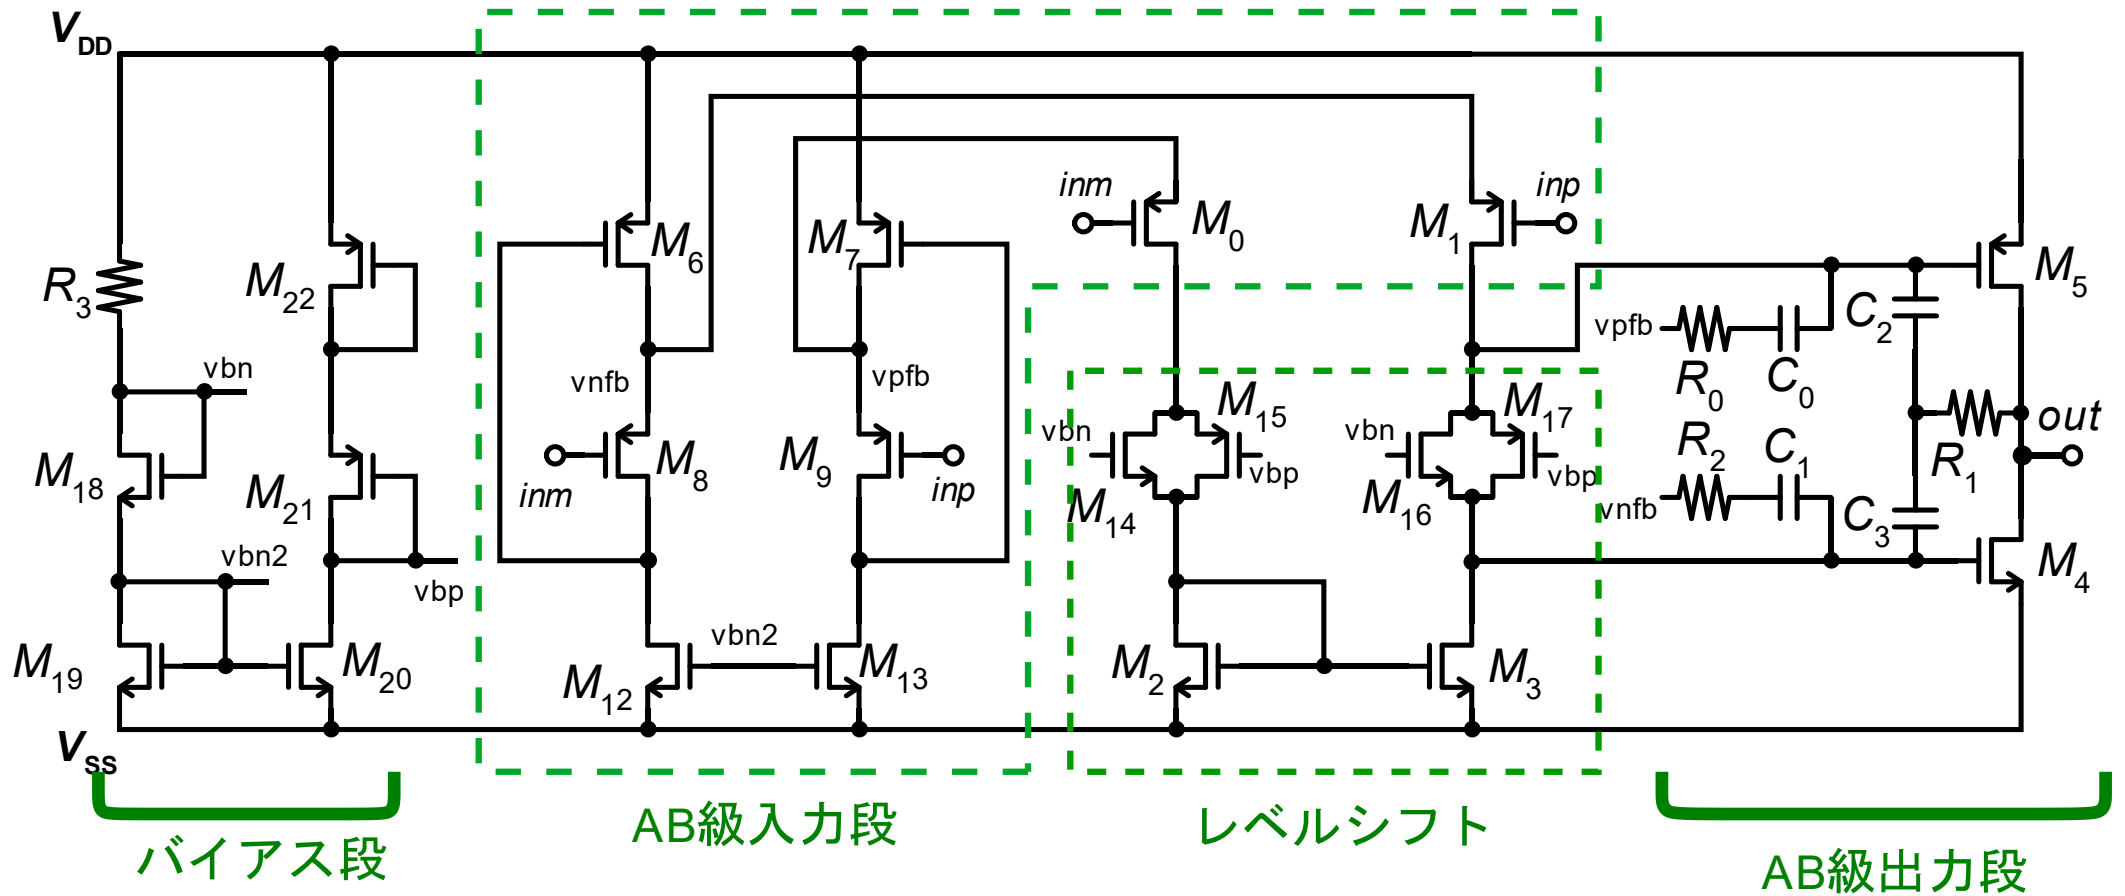 VDD
inm
inp
M0
M1
M6
M7
M5
M22
R3
C2
vpfb
R0
C0
vbn
vnfb
vpfb
M15
M17
out
vbn
vbn
R2
C1
R1
M18
M21
M8
M9
vbp
vbp
inm
inp
M14
M16
vnfb
C3
vbn2
vbp
M4
M19
M20
M12
vbn2
M13
M2
M3
VSS
バイアス段
AB級入力段
レベルシフト
AB級出力段